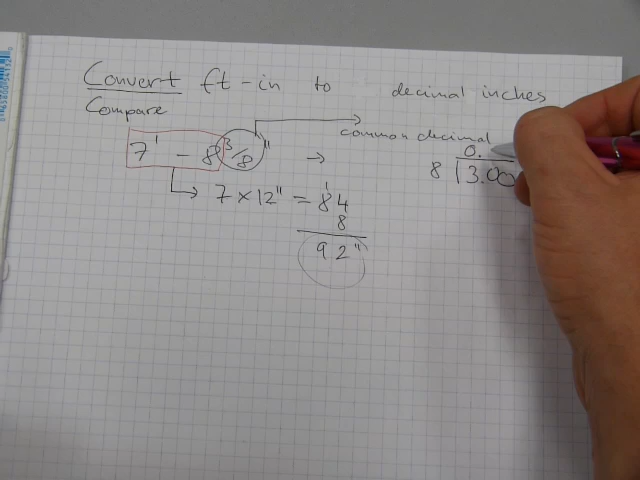 Convert ft-in to decimal inches
Compare
common decimal
7' - 8 3/8" →
0.
8 3.00
7 × 12" = 84
1
8
92"